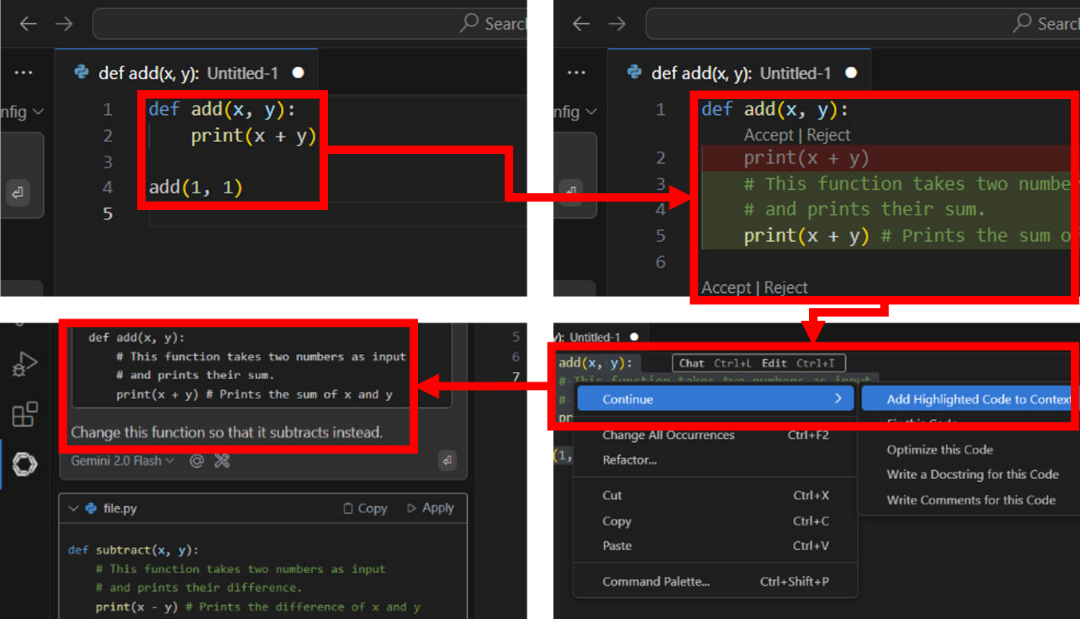 Search
Search
def add(x, y): Untitled-1
nfig
1 def add(x, y):
2 print(x + y)
3
4 add(1, 1)
5
def add(x, y): Untitled-1
nfig
1 def add(x, y):
Accept | Reject
2 print(x + y)
3 # This function takes two
4 # and prints their sum.
5 print(x + y) # Prints the sum
6
Accept | Reject
def add(x, y):
# This function takes two numbers as input
# and prints their sum.
print(x + y) # Prints the sum of x and y
5
6
7
Change this function so that it subtracts instead.
Gemini 2.0 Flash
file.py Copy Apply
def subtract(x, y):
# This function takes two numbers as input
# and prints their difference.
print(x - y) # Prints the difference of x and y
y): Untitled-1
add(x, y): Chat Ctrl+L Edit Ctrl+I
# This function takes two numbers as input
#
pr
(1,
Continue
Change All Occurrences Ctrl+F2
Refactor...
Cut Ctrl+X
Copy Ctrl+C
Paste Ctrl+V
Command Palette... Ctrl+Shift+P
Add Highlighted Code to Context
Fix this Code
Optimize this Code
Write a Docstring for this Code
Write Comments for this Code